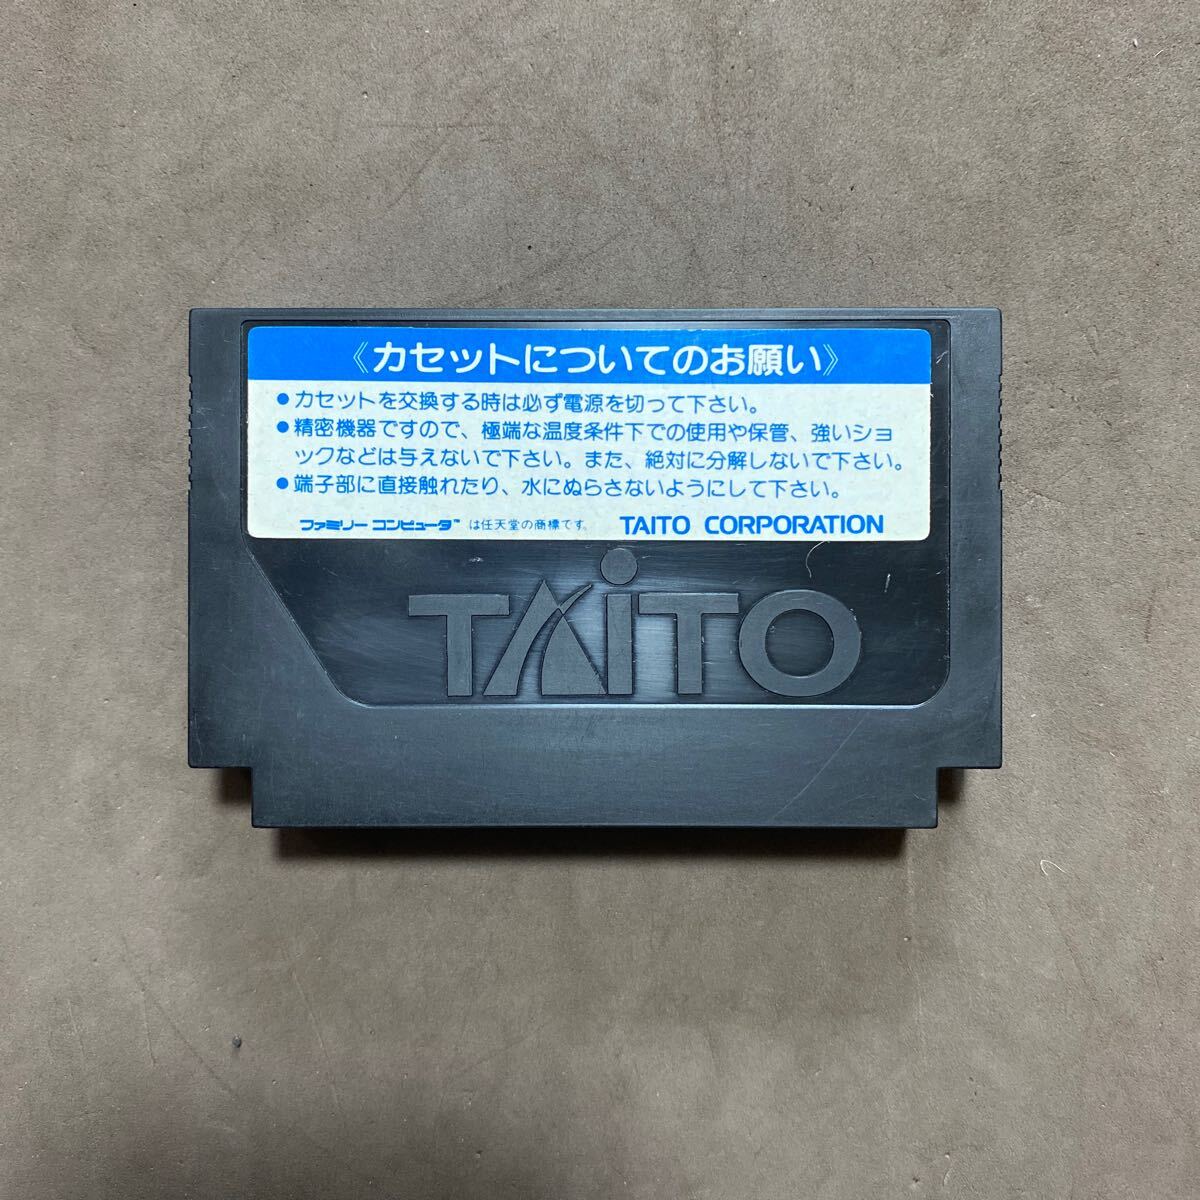 《カセットについてのお願い》
●カセットを交換する時は必ず電源を切って下さい。
●精密機器ですので、極端な温度条件下での使用や保管、強いショ
ックなどは与えないで下さい。また、絶対に分解しないで下さい。
●端子部に直接触れたり、水にぬらさないようにして下さい。
ファミリーコンピュータ™ は任天堂の商標です。 TAITO CORPORATION
TAiTO